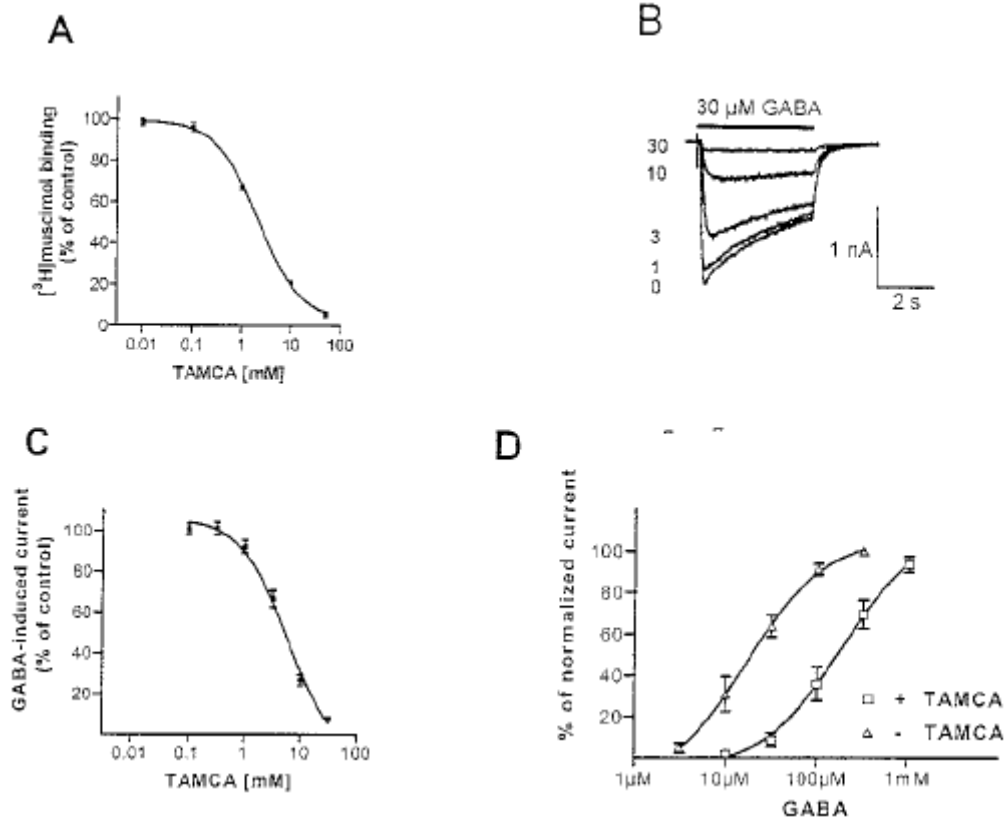 A
[³H]muscimol binding
(% of control)
100
80
60
40
20
0
0.01 0.1 1 10 100
TAMCA [mM]
B
30 µM GABA
30
10
3
1
0
1 nA
2 s
C
GABA-induced current
(% of control)
100
80
60
40
20
0.01 0.1 1 10 100
TAMCA [mM]
D
% of normalized current
100
80
60
40
20
□ + TAMCA
△ - TAMCA
1µM 10µM 100µM 1mM
GABA